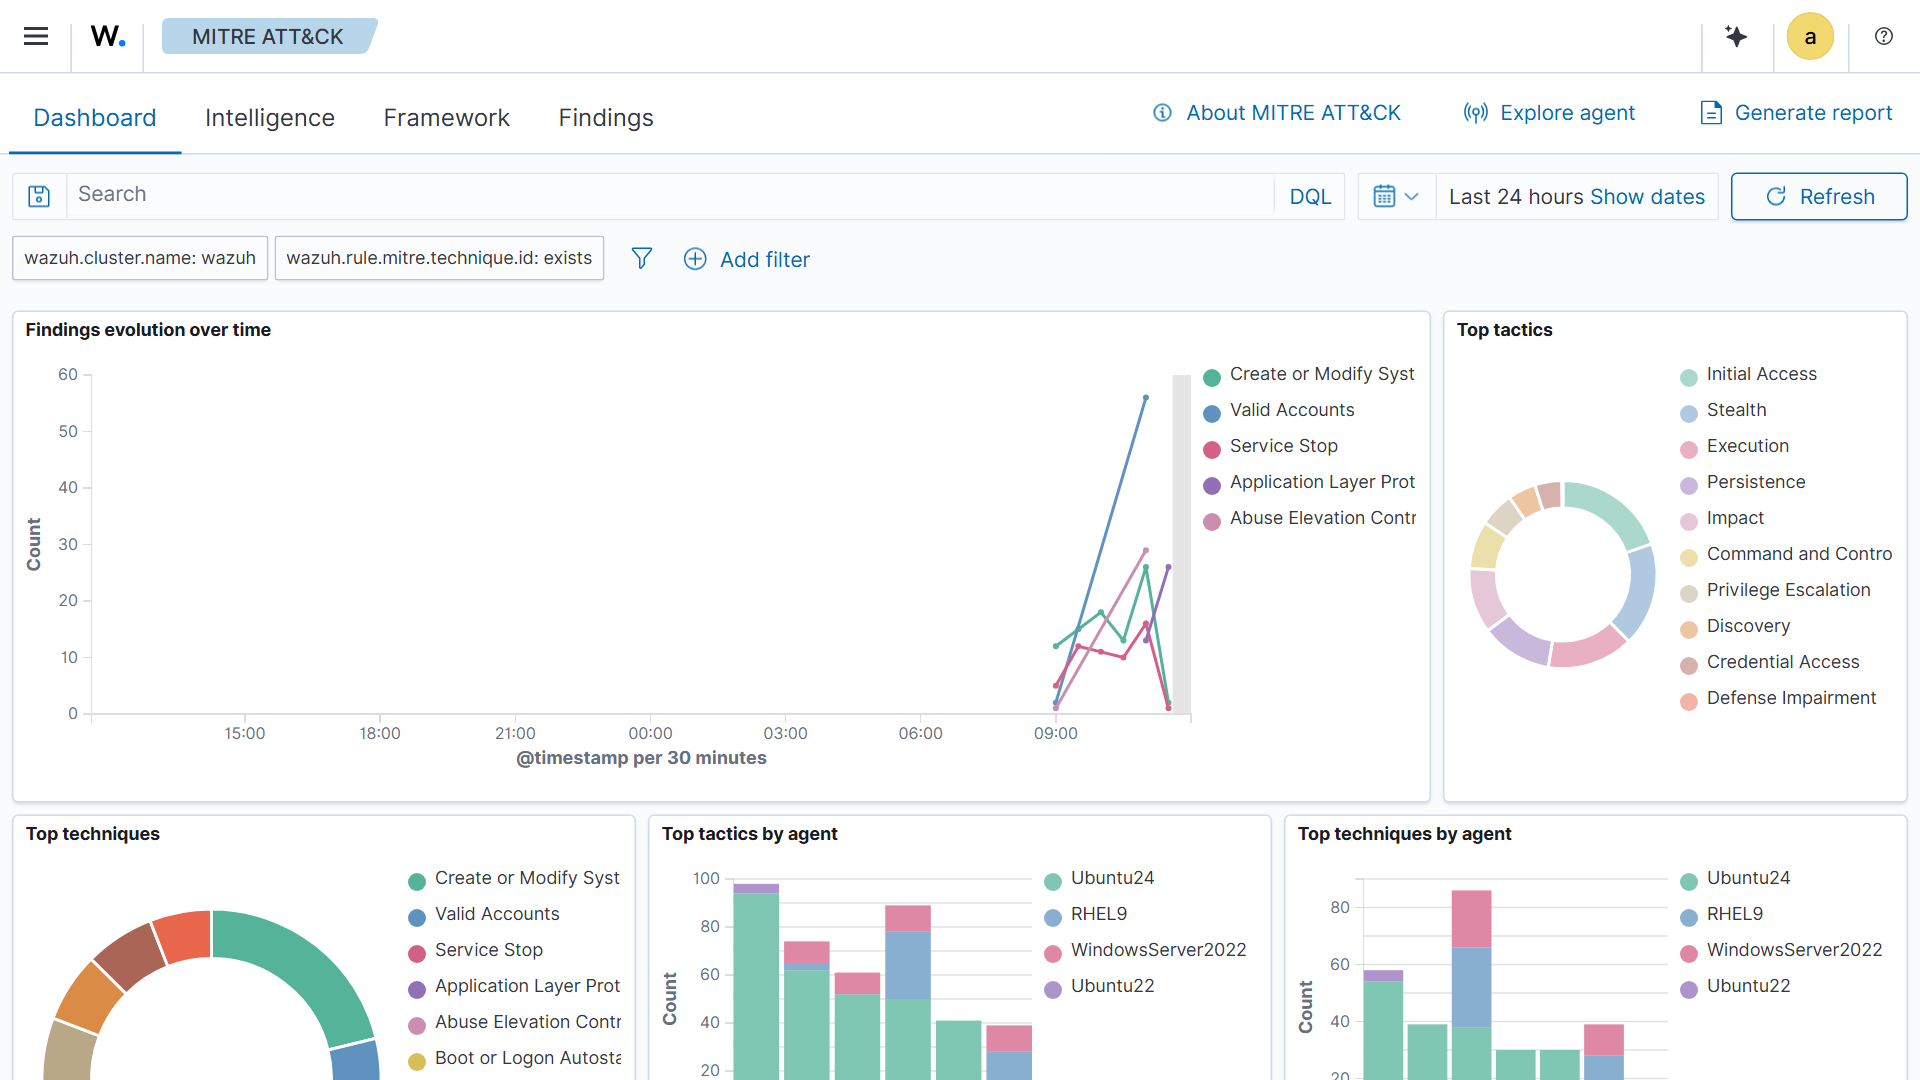 W.
MITRE ATT&CK
a
Dashboard
Intelligence
Framework
Findings
About MITRE ATT&CK
Explore agent
Generate report
Search
DQL
Last 24 hours Show dates
Refresh
wazuh.cluster.name: wazuh
wazuh.rule.mitre.technique.id: exists
Add filter
Findings evolution over time
60
50
40
30
20
10
0
Count
15:00
18:00
21:00
00:00
03:00
06:00
09:00
@timestamp per 30 minutes
Create or Modify Syst
Valid Accounts
Service Stop
Application Layer Prot
Abuse Elevation Contr
Top tactics
Initial Access
Stealth
Execution
Persistence
Impact
Command and Contro
Privilege Escalation
Discovery
Credential Access
Defense Impairment
Top techniques
Create or Modify Syst
Valid Accounts
Service Stop
Application Layer Prot
Abuse Elevation Contr
Boot or Logon Autosta
Top tactics by agent
100
80
60
40
20
Count
Ubuntu24
RHEL9
WindowsServer2022
Ubuntu22
Top techniques by agent
80
60
40
20
Count
Ubuntu24
RHEL9
WindowsServer2022
Ubuntu22